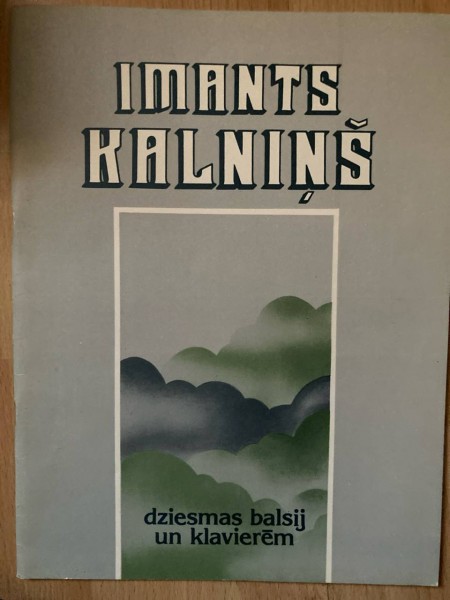 IMANTS
KALNIŅŠ
dziesmas balsij
un klavierēm